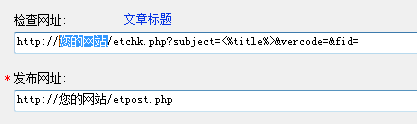 检查网址： 文章标题
http://您的网站/etchk.php?subject=<%title%>&vercode=&fid=
*发布网址：
http://您的网站/etpost.php